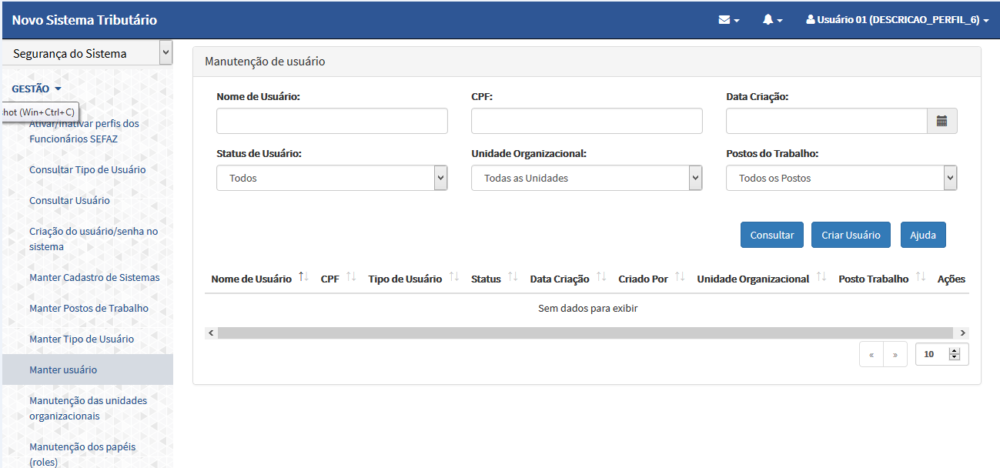 Novo Sistema Tributário
Usuário 01 (DESCRICAO_PERFIL_6)
Segurança do Sistema
GESTÃO
hot (Win+Ctrl+C)
Ativar/Inativar perfis dos
Funcionários SEFAZ
Consultar Tipo de Usuário
Consultar Usuário
Criação do usuário/senha no
sistema
Manter Cadastro de Sistemas
Manter Postos de Trabalho
Manter Tipo de Usuário
Manter usuário
Manutenção das unidades
organizacionais
Manutenção dos papéis
(roles)
Manutenção de usuário
Nome de Usuário: CPF: Data Criação:
Status de Usuário: Unidade Organizacional: Postos do Trabalho:
Todos Todas as Unidades Todos os Postos
Consultar Criar Usuário Ajuda
Nome de Usuário CPF Tipo de Usuário Status Data Criação Criado Por Unidade Organizacional Posto Trabalho Ações
Sem dados para exibir
« » 10